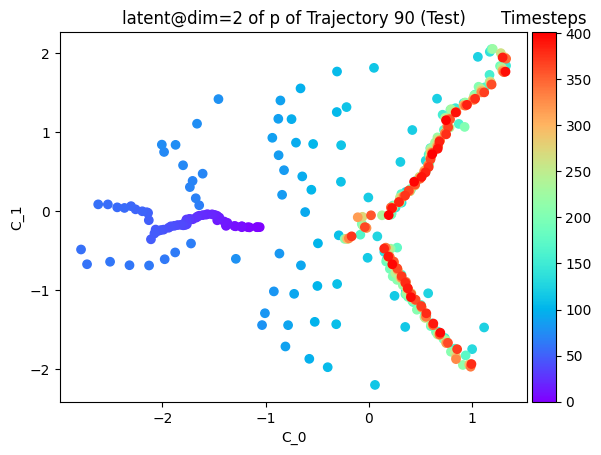 latent@dim=2 of p of Trajectory 90 (Test)
Timesteps
2
1
0
−1
−2
C_1
−2 −1 0 1
C_0
400
350
300
250
200
150
100
50
0